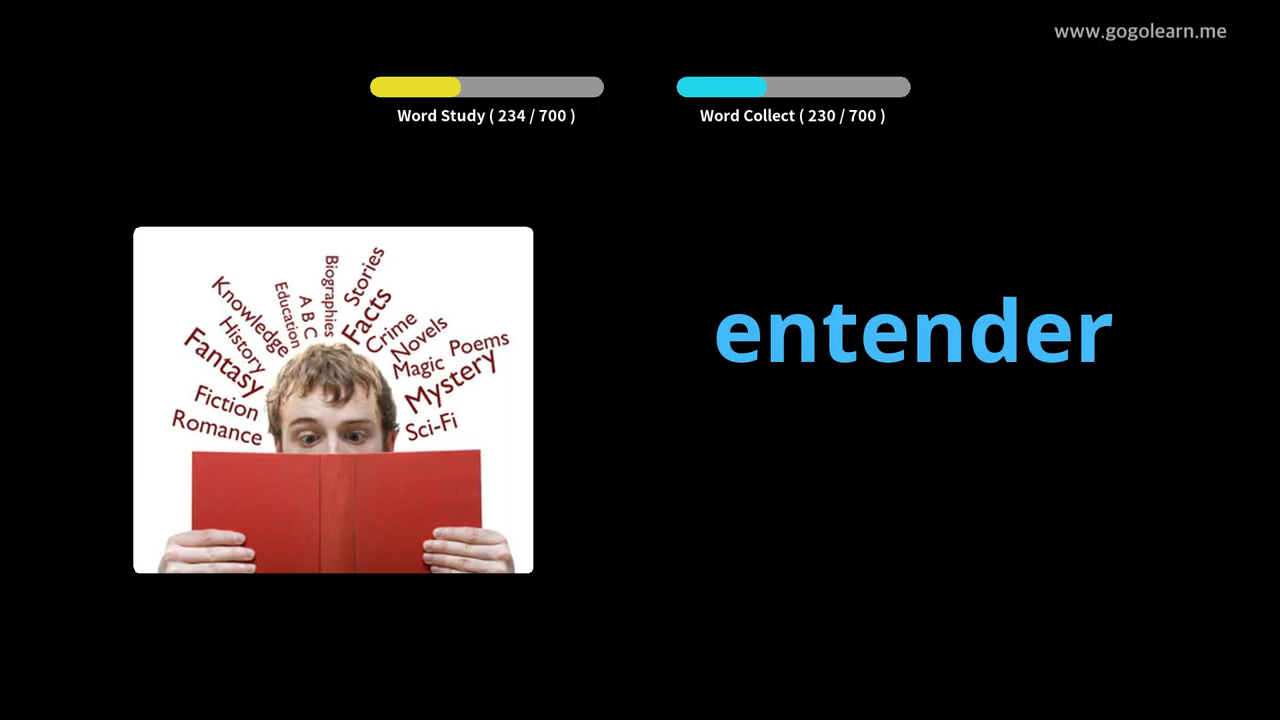 www.gogolearn.me
Word Study ( 234 / 700 )
Word Collect ( 230 / 700 )
entender
Romance
Fiction
Fantasy
History
Knowledge
Education
A B C
Biographies
Stories
Facts
Crime
Novels
Magic
Poems
Mystery
Sci-Fi